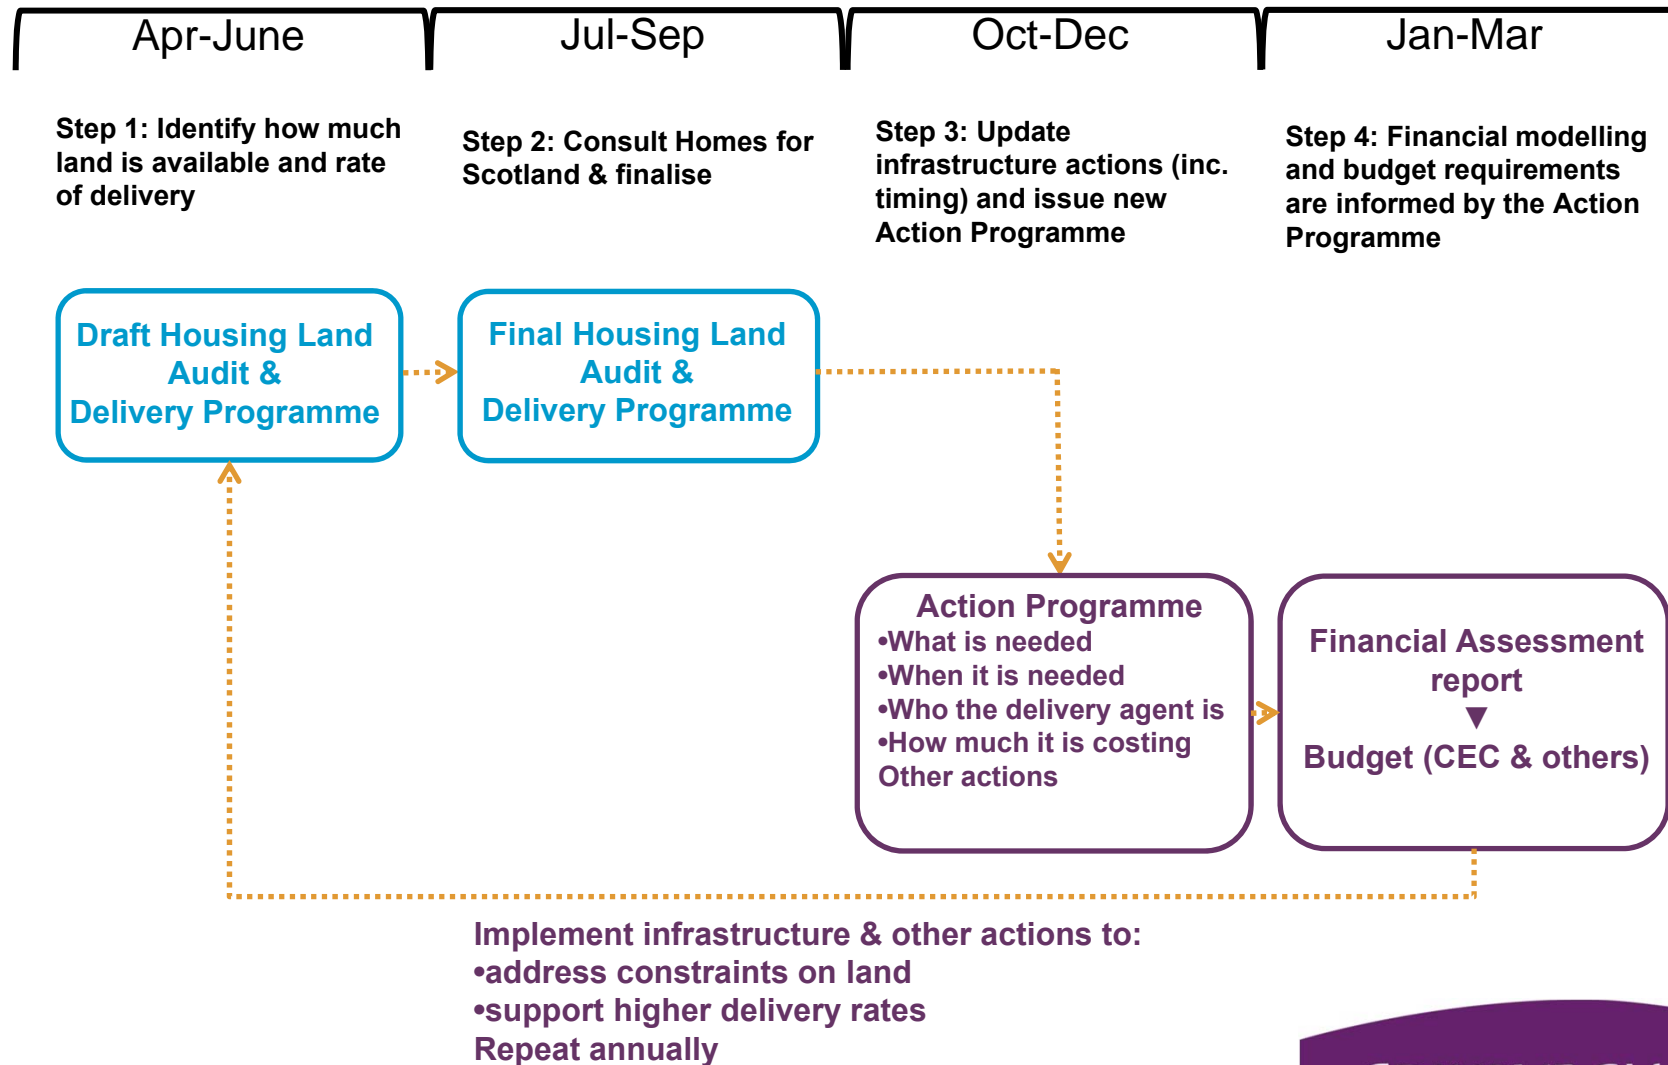 Apr-June
Jul-Sep
Oct-Dec
Jan-Mar
Step 1: Identify how much
land is available and rate
of delivery
Step 2: Consult Homes for
Scotland & finalise
Step 3: Update
infrastructure actions (inc.
timing) and issue new
Action Programme
Step 4: Financial modelling
and budget requirements
are informed by the Action
Programme
Draft Housing Land
Audit &
Delivery Programme
Final Housing Land
Audit &
Delivery Programme
Action Programme
•What is needed
•When it is needed
•Who the delivery agent is
•How much it is costing
Other actions
Financial Assessment
report
▼
Budget (CEC & others)
Implement infrastructure & other actions to:
•address constraints on land
•support higher delivery rates
Repeat annually